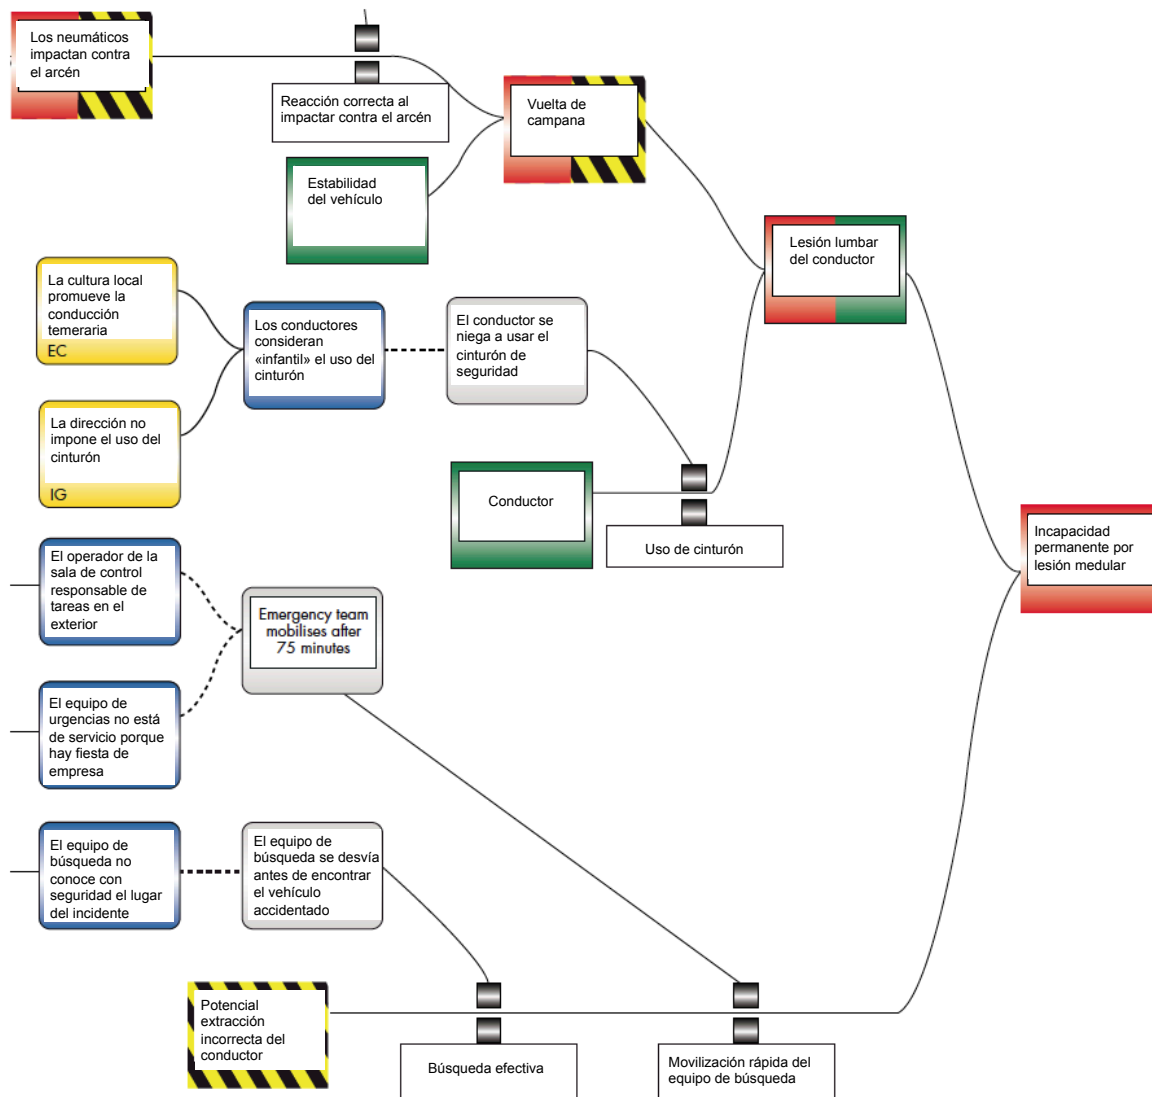 Los neumáticos
impactan contra
el arcén
Reacción correcta al
impactar contra el arcén
Vuelta de
campana
Estabilidad
del vehículo
Lesión lumbar
del conductor
La cultura local
promueve la
conducción
temeraria
EC
Los conductores
consideran
«infantil» el uso del
cinturón
El conductor se
niega a usar el
cinturón de
seguridad
La dirección no
impone el uso del
cinturón
IG
Conductor
Uso de cinturón
Incapacidad
permanente por
lesión medular
El operador de la
sala de control
responsable de
tareas en el
exterior
Emergency team
mobilises after
75 minutes
El equipo de
urgencias no está
de servicio porque
hay fiesta de
empresa
El equipo de
búsqueda no
conoce con
seguridad el lugar
del incidente
El equipo de
búsqueda se desvía
antes de encontrar
el vehículo
accidentado
Potencial
extracción
incorrecta del
conductor
Búsqueda efectiva
Movilización rápida del
equipo de búsqueda